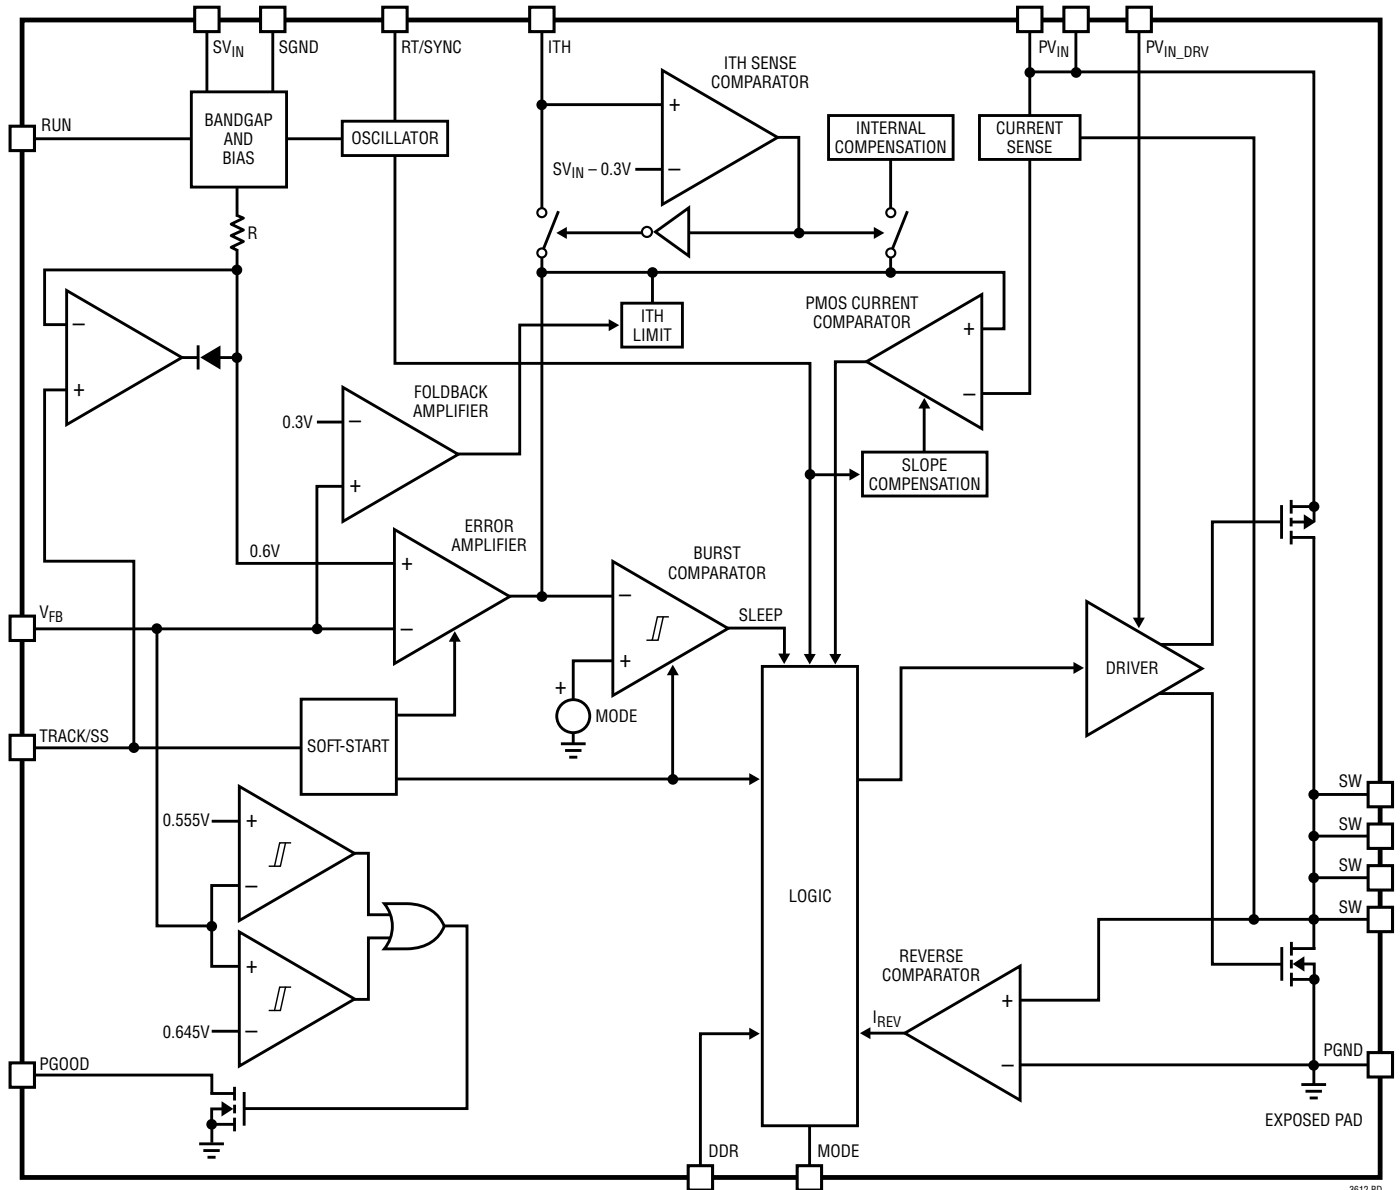 SVIN
SGND
RT/SYNC
ITH
PVIN
PVIN_DRV
RUN
BANDGAP
AND
BIAS
OSCILLATOR
ITH SENSE
COMPARATOR
+
SVIN – 0.3V
–
INTERNAL
COMPENSATION
CURRENT
SENSE
R
–
+
ITH
LIMIT
PMOS CURRENT
COMPARATOR
+
–
FOLDBACK
AMPLIFIER
0.3V
–
+
SLOPE
COMPENSATION
ERROR
AMPLIFIER
0.6V
+
–
BURST
COMPARATOR
–
+
SLEEP
VFB
DRIVER
+
MODE
TRACK/SS
SOFT-START
SW
SW
SW
SW
0.555V
+
–
LOGIC
+
0.645V
–
REVERSE
COMPARATOR
+
–
IREV
PGOOD
PGND
EXPOSED PAD
DDR
MODE
3612 BD